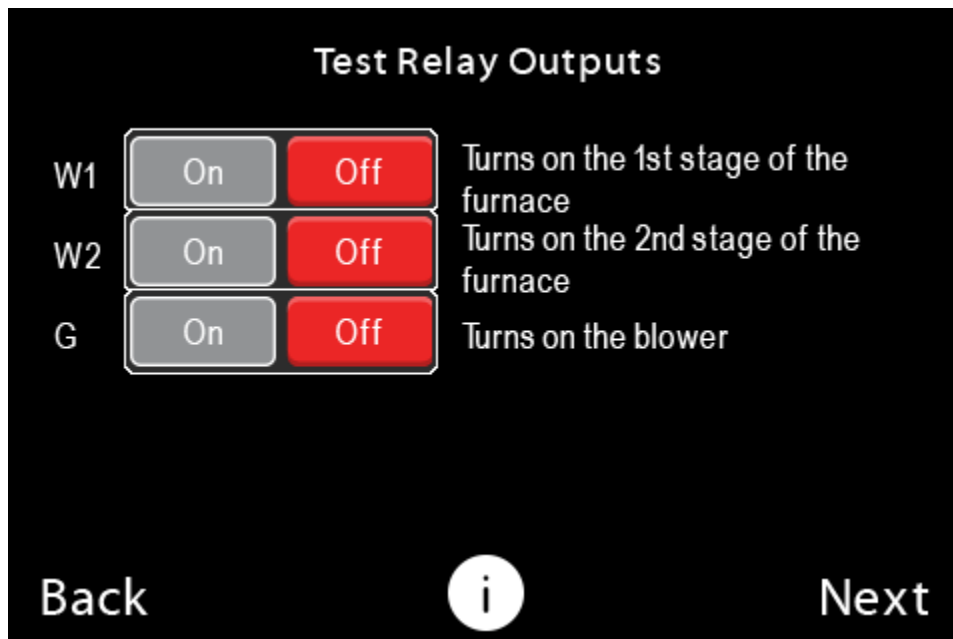 Test Relay Outputs
W1 On Off Turns on the 1st stage of the
furnace
W2 On Off Turns on the 2nd stage of the
furnace
G On Off Turns on the blower
Back i Next